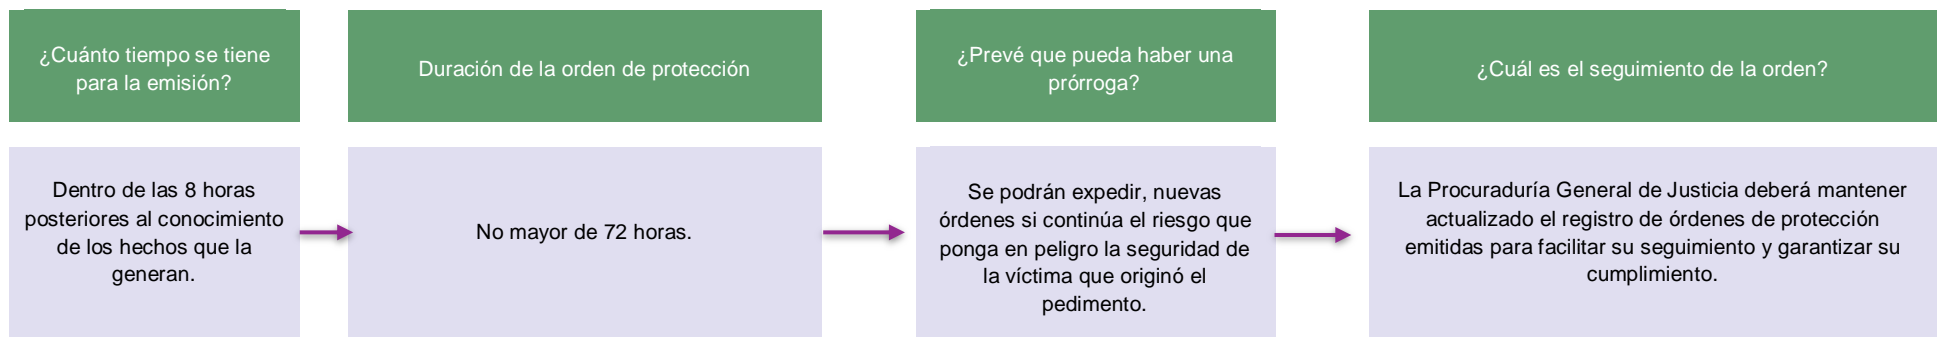 ¿Cuánto tiempo se tiene
para la emisión?
Duración de la orden de protección
¿Prevé que pueda haber una
prórroga?
¿Cuál es el seguimiento de la orden?
Dentro de las 8 horas
posteriores al conocimiento
de los hechos que la
generan.
No mayor de 72 horas.
Se podrán expedir, nuevas
órdenes si continúa el riesgo que
ponga en peligro la seguridad de
la víctima que originó el
pedimento.
La Procuraduría General de Justicia deberá mantener
actualizado el registro de órdenes de protección
emitidas para facilitar su seguimiento y garantizar su
cumplimiento.